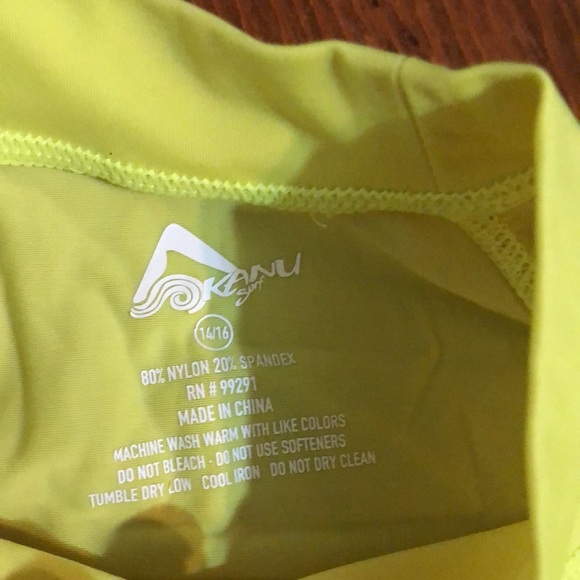 KANU
Surf
14/16
80% NYLON 20% SPANDEX
RN # 99291
MADE IN CHINA
MACHINE WASH WARM WITH LIKE COLORS
DO NOT BLEACH - DO NOT USE SOFTENERS
TUMBLE DRY LOW COOL IRON DO NOT DRY CLEAN